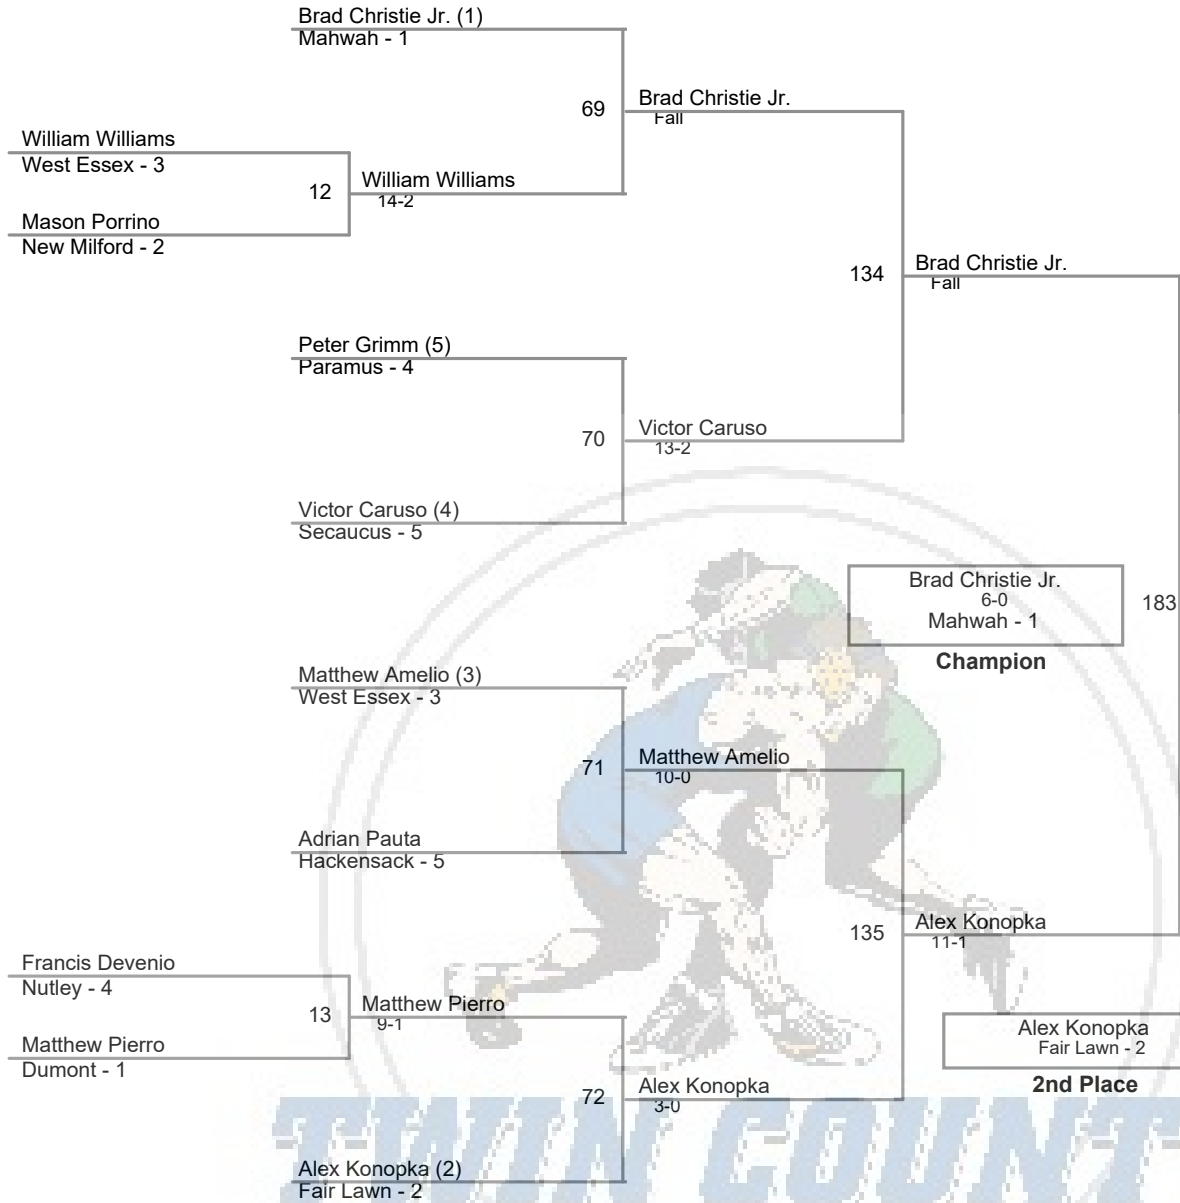 Brad Christie Jr. (1)
Mahwah - 1
69
Brad Christie Jr.
Fall
William Williams
West Essex - 3
12
William Williams
14-2
Mason Porrino
New Milford - 2
134
Brad Christie Jr.
Fall
Peter Grimm (5)
Paramus - 4
70
Victor Caruso
13-2
Victor Caruso (4)
Secaucus - 5
Brad Christie Jr.
6-0
Mahwah - 1
183
Champion
Matthew Amelio (3)
West Essex - 3
71
Matthew Amelio
10-0
Adrian Pauta
Hackensack - 5
135
Alex Konopka
11-1
Francis Devenio
Nutley - 4
13
Matthew Pierro
9-1
Matthew Pierro
Dumont - 1
Alex Konopka
Fair Lawn - 2
2nd Place
72
Alex Konopka
3-0
Alex Konopka (2)
Fair Lawn - 2
TWIN COUNT